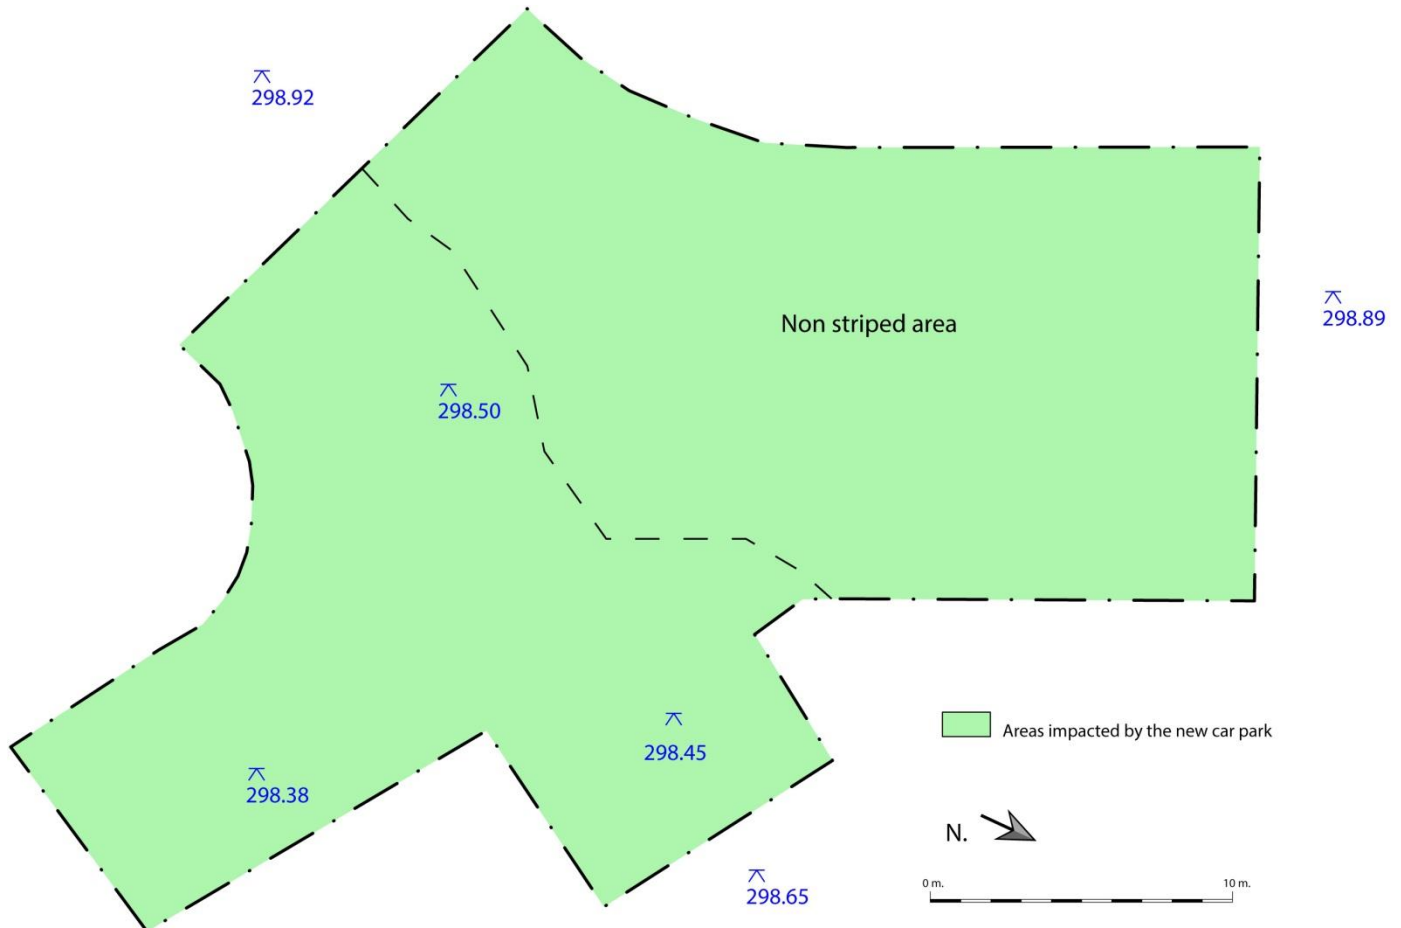 298.92
298.89
Non striped area
298.50
298.45
Areas impacted by the new car park
298.38
N.
298.65
0 m.
10 m.